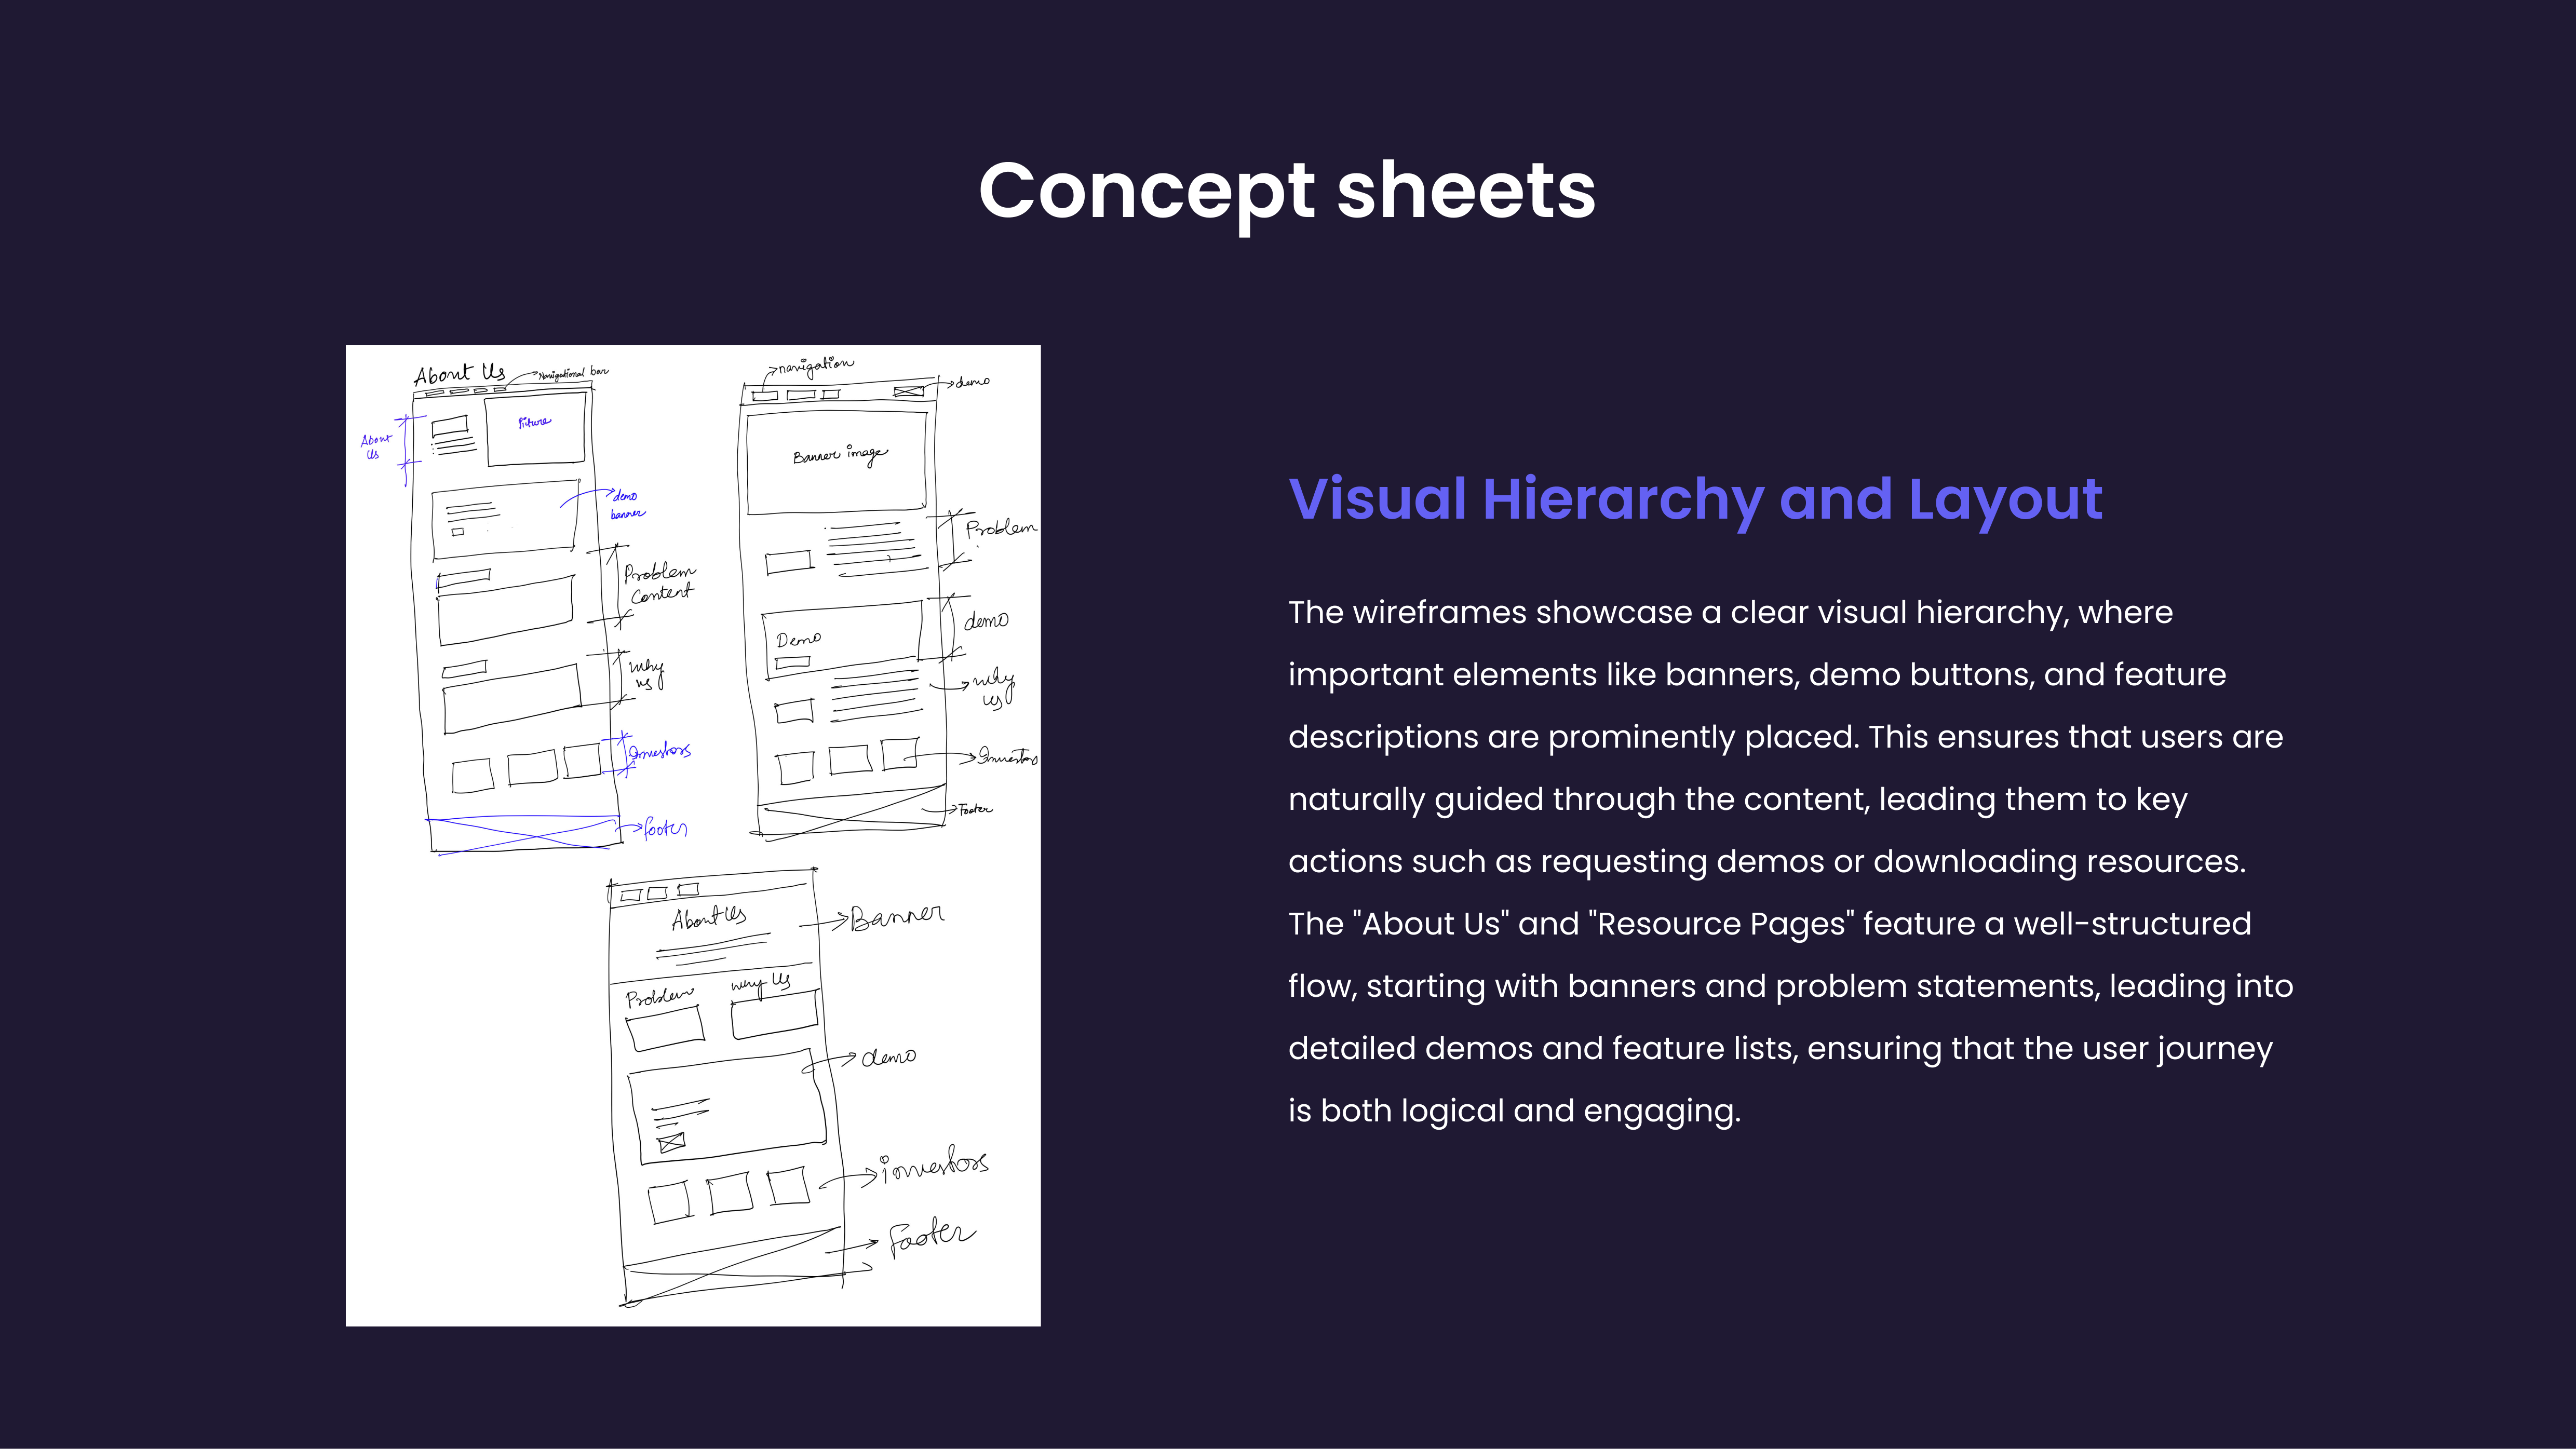 Concept sheets
About Us
Navigational bar
About
Us
Picture
demo
banner
Problem
Content
why
us
Investors
footer
navigation
demo
Banner image
Problem
demo
Demo
why
us
Investors
Footer
About Us
Banner
Problem
why Us
demo
investors
Footer
Visual Hierarchy and Layout
The wireframes showcase a clear visual hierarchy, where
important elements like banners, demo buttons, and feature
descriptions are prominently placed. This ensures that users are
naturally guided through the content, leading them to key
actions such as requesting demos or downloading resources.
The "About Us" and "Resource Pages" feature a well-structured
flow, starting with banners and problem statements, leading into
detailed demos and feature lists, ensuring that the user journey
is both logical and engaging.